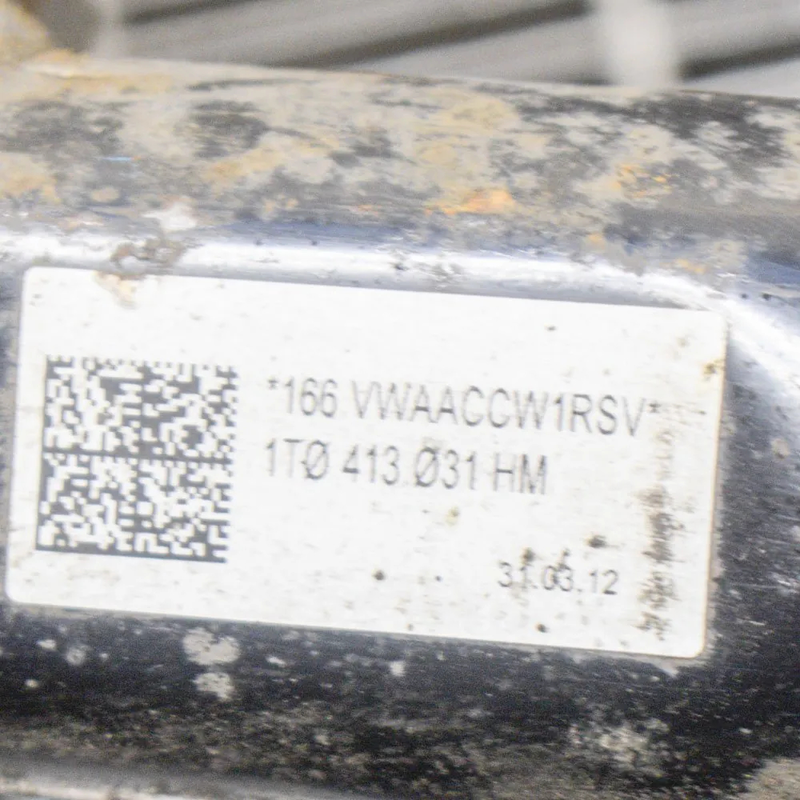 *166 VWAACCW1RSV*
1TØ 413 Ø31 HM
31.03.12